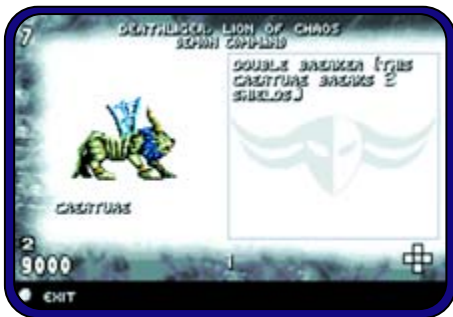 7
DEATHLIGER, LION OF CHAOS
DEMON COMMAND
DOUBLE BREAKER (THIS
CREATURE BREAKS 2
SHIELDS.)
CREATURE
2
9000
1
EXIT